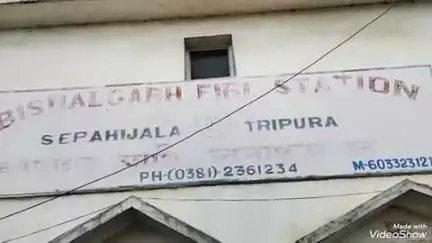 BISHALGARH FIRE STATION
SEPAHIJALA TRIPURA
PH-(0381)-2361234 M-603323121
Made with
VideoShow